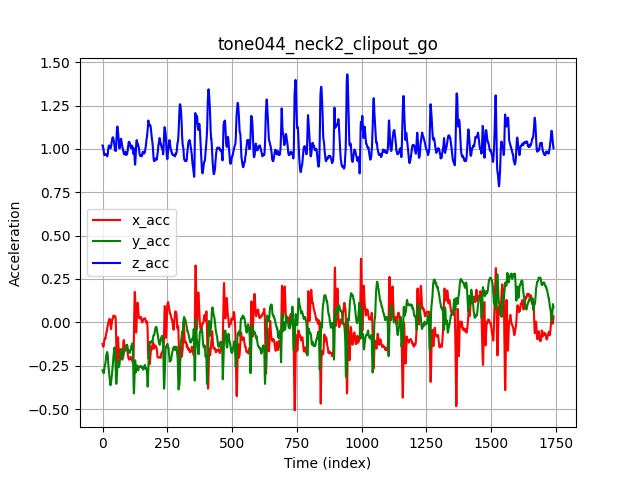 tone044_neck2_clipout_go
1.50
1.25
1.00
0.75
0.50
0.25
0.00
−0.25
−0.50
Acceleration
x_acc
y_acc
z_acc
0 250 500 750 1000 1250 1500 1750
Time (index)